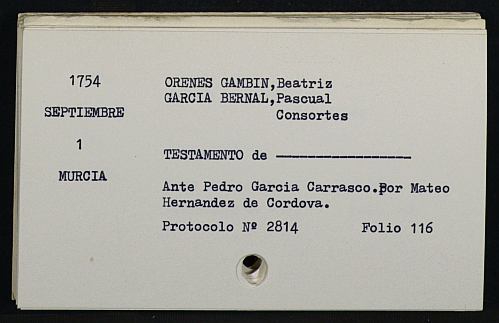 1754
SEPTIEMBRE
1
MURCIA
ORENES GAMBIN,Beatriz
GARCIA BERNAL,Pascual
Consortes
TESTAMENTO de -----------------
Ante Pedro Garcia Carrasco.Por Mateo
Hernandez de Cordova.
Protocolo Nº 2814 Folio 116